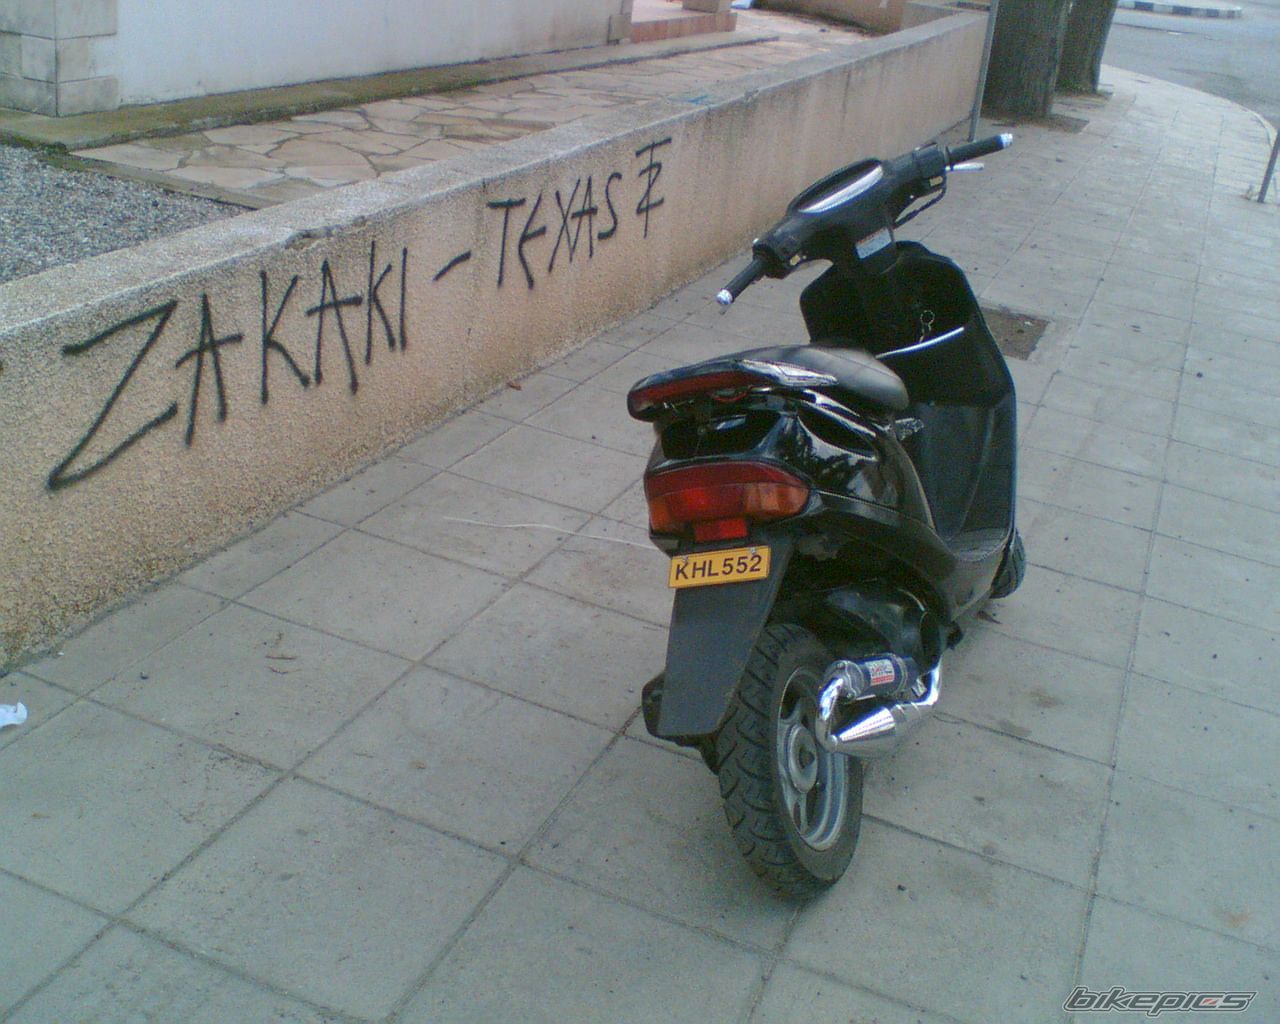 ZAKAKI - TEXAS
KHL552
bikepics